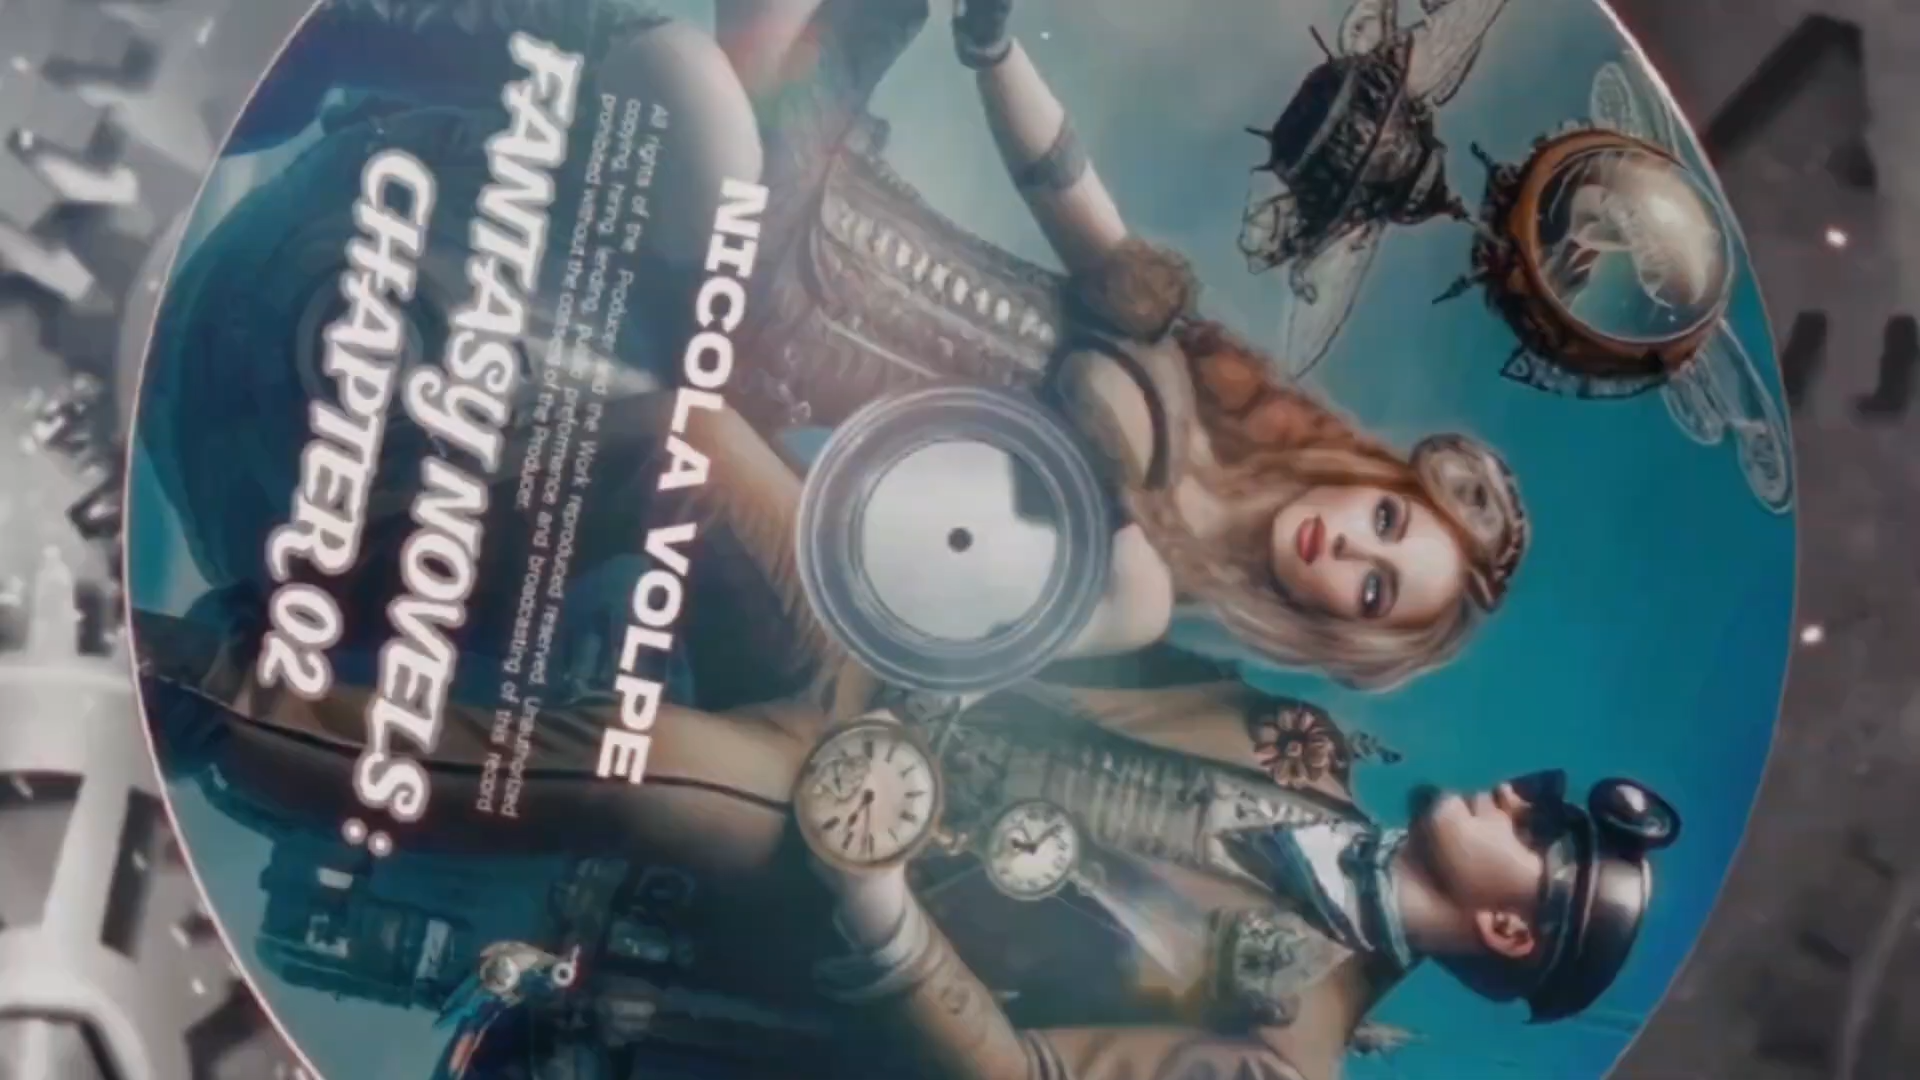 NICOLA VOLPE
All rights of the Producer and the Work reproduced reserved. Unauthorized
copying, hiring, lending, public preformance and broadcasting of this record
prohibited without the consent of the Producer.
FANTASY NOVELS :
CHAPTER 02